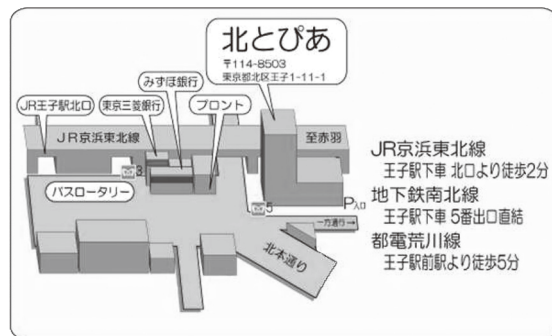 北とぴあ
〒114-8503
東京都北区王子1-11-1
みずほ銀行
JR王子駅北口
東京三菱銀行
プロント
JR京浜東北線
至赤羽
3
バスロータリー
5
P入口
一方通行→
北本通り
JR京浜東北線
王子駅下車 北口より徒歩2分
地下鉄南北線
王子駅下車 5番出口直結
都電荒川線
王子駅前駅より徒歩5分